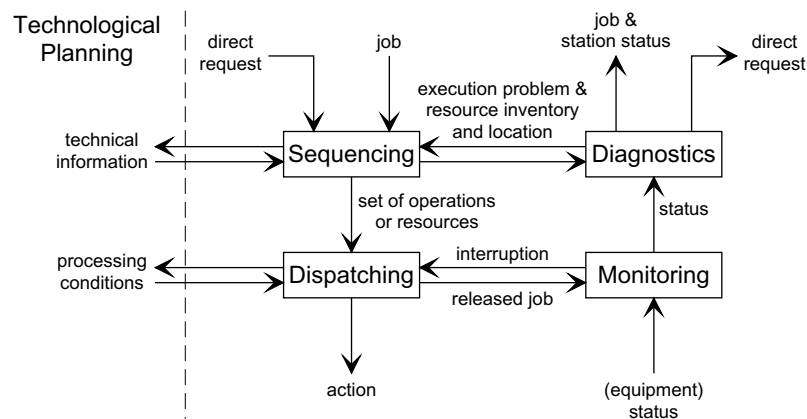 Technological
Planning
direct
request
job
job &
station status
direct
request
execution problem &
resource inventory
and location
technical
information
Sequencing
Diagnostics
set of operations
or resources
status
processing
conditions
Dispatching
interruption
released job
Monitoring
action
(equipment)
status